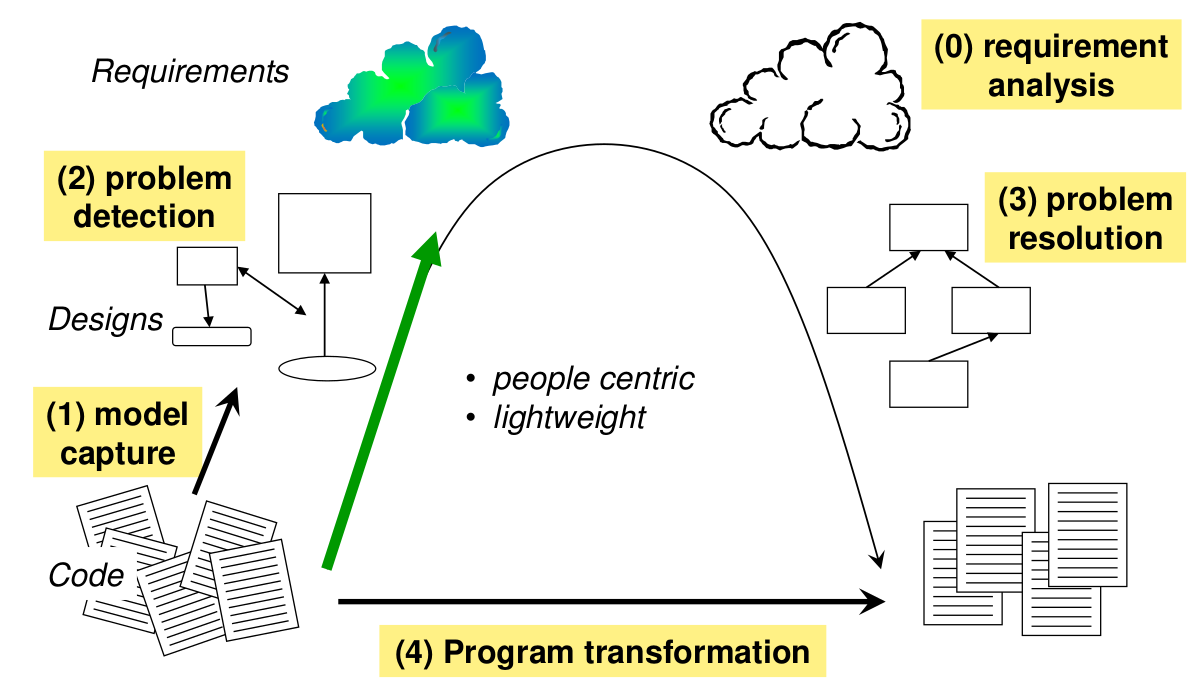 Requirements
(0) requirement
analysis
(2) problem
detection
(3) problem
resolution
Designs
• people centric
• lightweight
(1) model
capture
Code
(4) Program transformation